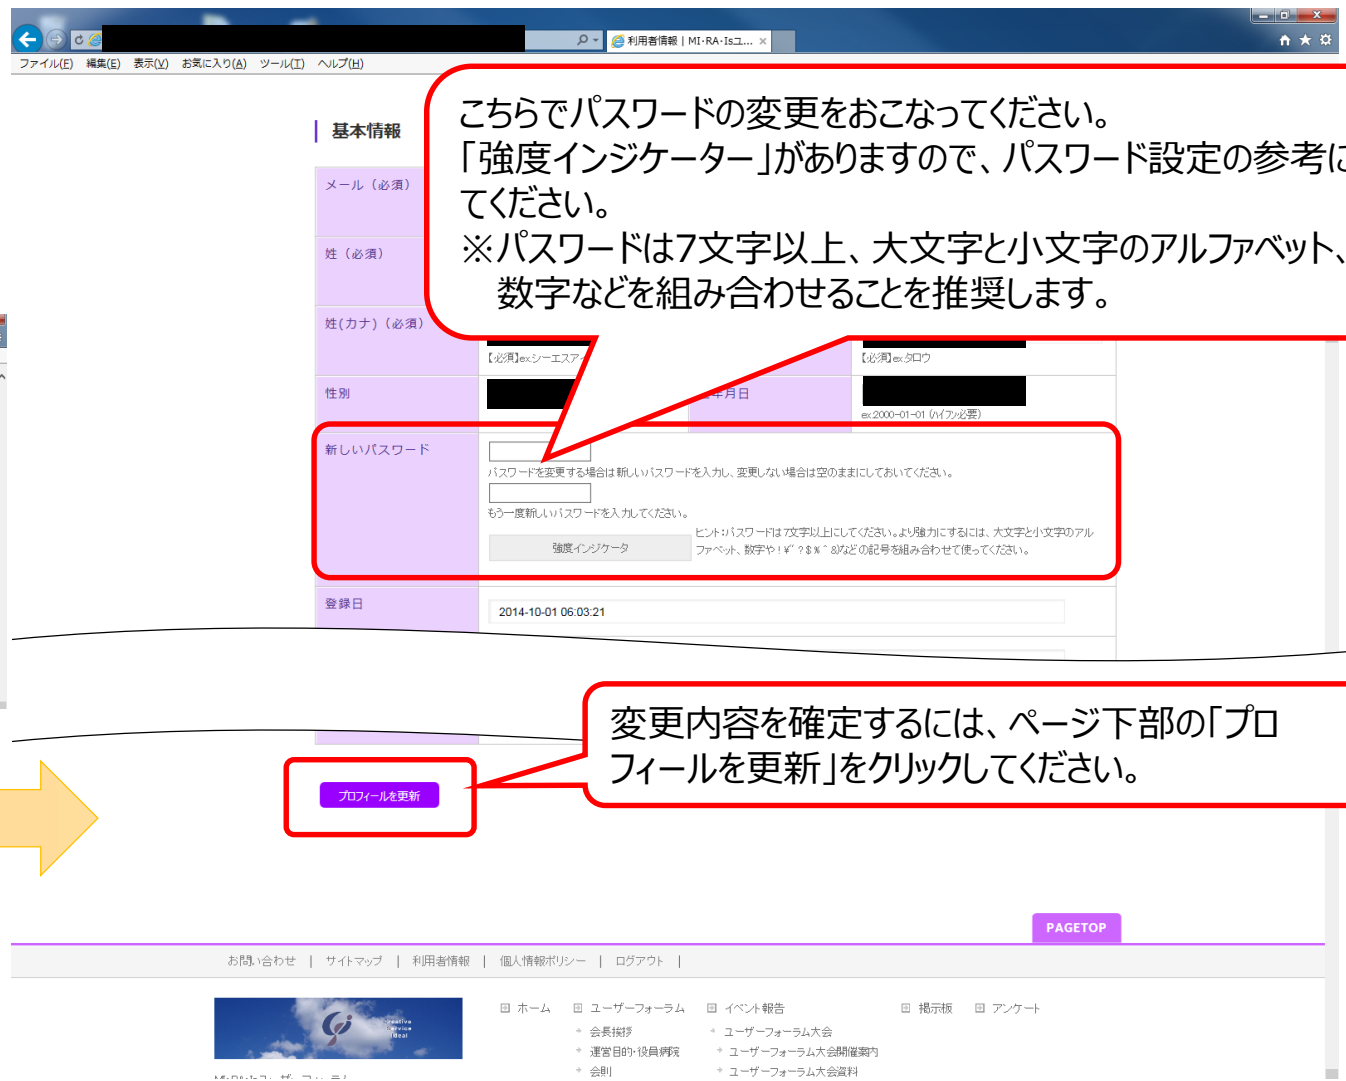 利用者情報 | MI・RA・Isユ...
ファイル(F) 編集(E) 表示(V) お気に入り(A) ツール(T) ヘルプ(H)
こちらでパスワードの変更をおこなってください。
「強度インジケーター」がありますので、パスワード設定の参考に
てください。
※パスワードは7文字以上、大文字と小文字のアルファベット、
数字などを組み合わせることを推奨します。
基本情報
メール（必須）
姓（必須）
姓(カナ)（必須）
【必須】ex.シーエスア
【必須】ex.タロウ
性別
年月日
ex.2000-01-01 (ハイフン必要)
新しいパスワード
パスワードを変更する場合は新しいパスワードを入力し、変更しない場合は空のままにしておいてください。
もう一度新しいパスワードを入力してください。
強度インジケータ
ヒント: パスワードは7文字以上にしてください。より強力にするには、大文字と小文字のアル
ファベット、数字や ! ¥" ? $ % ^ &)などの記号を組み合わせて使ってください。
登録日
2014-10-01 06:03:21
変更内容を確定するには、ページ下部の「プロ
フィールを更新」をクリックしてください。
プロフィールを更新
PAGETOP
お問い合わせ | サイトマップ | 利用者情報 | 個人情報ポリシー | ログアウト |
Creative
Service
Ideal
ホーム ユーザーフォーラム イベント報告 掲示板 アンケート
会長挨拶 ユーザーフォーラム大会
運営目的・役員病院 ユーザーフォーラム大会開催案内
会則 ユーザーフォーラム大会資料